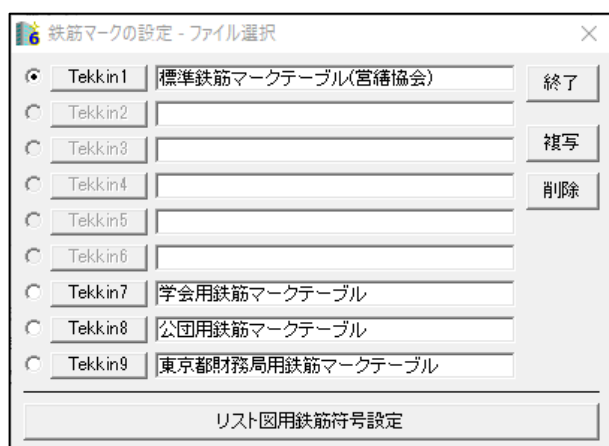 6 鉄筋マークの設定 - ファイル選択
Tekkin1 標準鉄筋マークテーブル(営繕協会) 終了
Tekkin2
Tekkin3 複写
Tekkin4 削除
Tekkin5
Tekkin6
Tekkin7 学会用鉄筋マークテーブル
Tekkin8 公団用鉄筋マークテーブル
Tekkin9 東京都財務局用鉄筋マークテーブル
リスト図用鉄筋符号設定